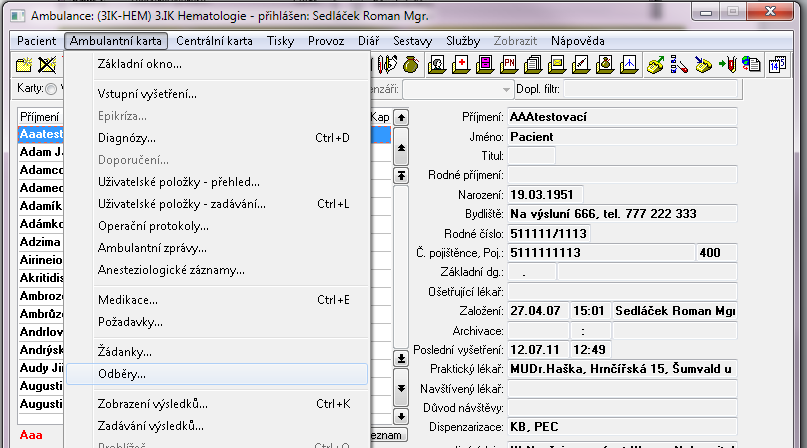 Ambulance: (3IK-HEM) 3.IK Hematologie - přihlášen: Sedláček Roman Mgr.
Pacient Ambulantní karta Centrální karta Tisky Provoz Diář Sestavy Služby Zobrazit Nápověda
Karty: Dopl. filtr:
Základní okno...
Vstupní vyšetření...
Epikríza...
Diagnózy... Ctrl+D
Doporučení...
Uživatelské položky - přehled...
Uživatelské položky - zadávání... Ctrl+L
Operační protokoly...
Ambulantní zprávy...
Anesteziologické záznamy...
Medikace... Ctrl+E
Požadavky...
Žádanky...
Odběry...
Zobrazení výsledků... Ctrl+K
Zadávání výsledků...
Příjmení Kap
Aaatest
Adam J
Adamco
Adamec
Adamík
Adámko
Adzima
Airineio
Akritidis
Ambroz
Ambrůz
Andrlov
Andrýsk
Audy Ji
Augusti
Augusti
Aaa
Příjmení: AAAtestovací
Jméno: Pacient
Titul:
Rodné příjmení:
Narození: 19.03.1951
Bydliště: Na výsluní 666, tel. 777 222 333
Rodné číslo: 511111/1113
Č. pojištěnce, Poj.: 5111111113 400
Základní dg.: .
Ošetřující lékař:
Založení: 27.04.07 15:01 Sedláček Roman Mgr
Archivace: :
Poslední vyšetření: 12.07.11 12:49
Praktický lékař: MUDr.Haška, Hrnčířská 15, Šumvald u
Navštívený lékař:
Důvod návštěvy:
Dispenzarizace: KB, PEC